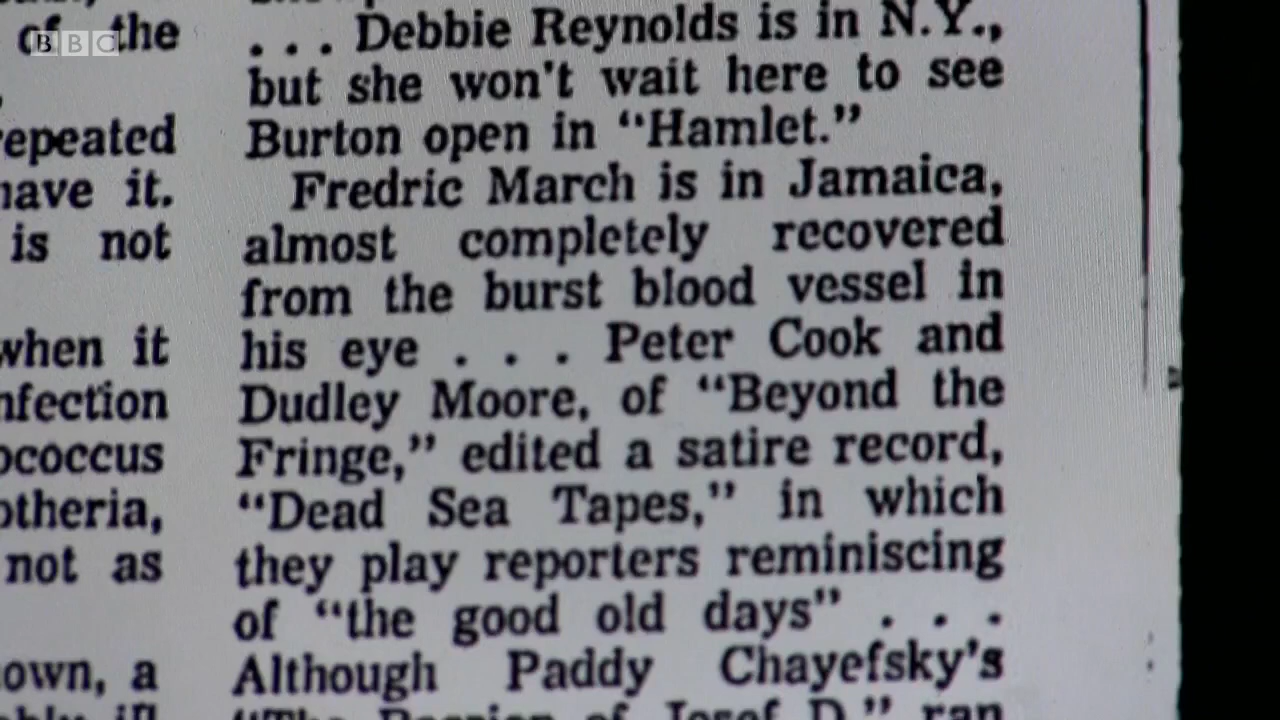 BBC
of the
repeated
have it.
is not
when it
not as
own, a
. . . Debbie Reynolds is in N.Y.,
but she won't wait here to see
Burton open in “Hamlet.”
Fredric March is in Jamaica,
almost completely recovered
from the burst blood vessel in
his eye . . . Peter Cook and
Dudley Moore, of “Beyond the
Fringe,” edited a satire record,
“Dead Sea Tapes,” in which
they play reporters reminiscing
of “the good old days” . . .
Although Paddy Chayefsky's
of Josef D.” ran